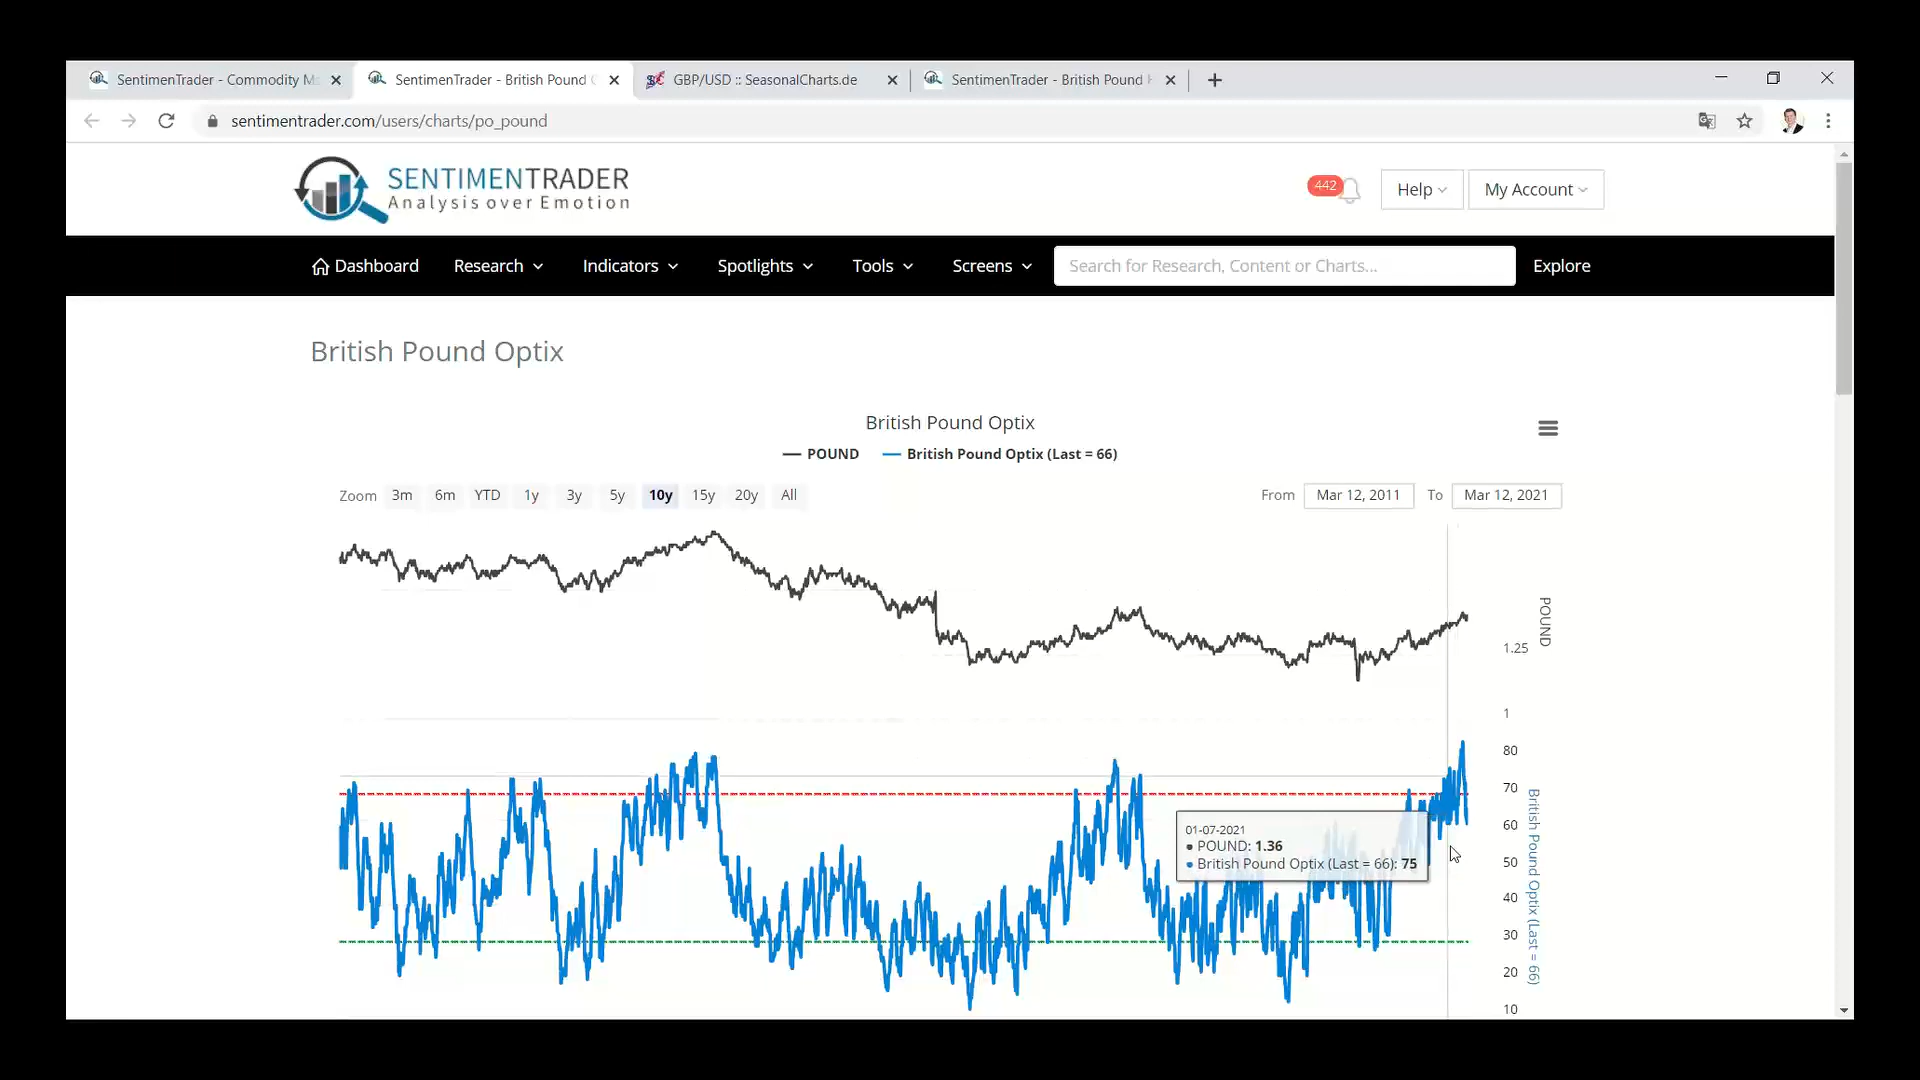 SentimenTrader - Commodity M
SentimenTrader - British Pound
GBP/USD :: SeasonalCharts.de
SentimenTrader - British Pound
sentimentrader.com/users/charts/po_pound
SENTIMENTRADER
Analysis over Emotion
442
Help
My Account
Dashboard
Research
Indicators
Spotlights
Tools
Screens
Search for Research, Content or Charts...
Explore
British Pound Optix
British Pound Optix
POUND
British Pound Optix (Last = 66)
Zoom
3m
6m
YTD
1y
3y
5y
10y
15y
20y
All
From
Mar 12, 2011
To
Mar 12, 2021
POUND
1.25
1
80
70
60
50
40
30
20
10
British Pound Optix (Last = 66)
01-07-2021
POUND: 1.36
British Pound Optix (Last = 66): 75